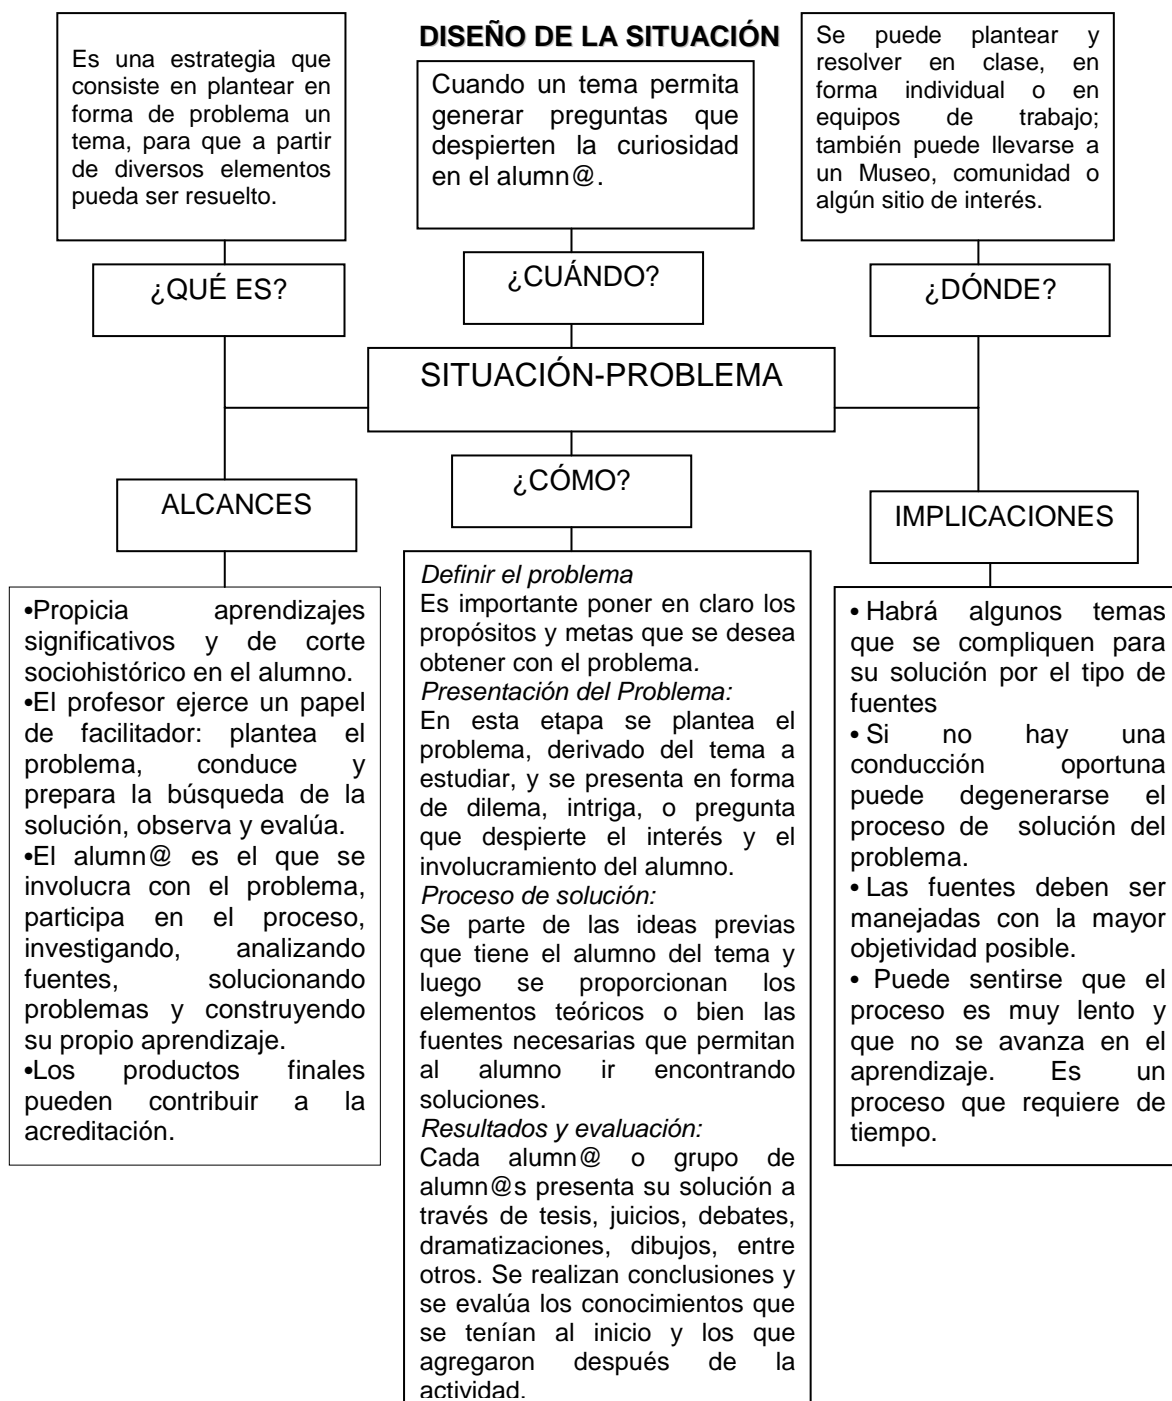 DISEÑO DE LA SITUACIÓN
Es una estrategia que
consiste en plantear en
forma de problema un
tema, para que a partir
de diversos elementos
pueda ser resuelto.
¿QUÉ ES?
Cuando un tema permita
generar preguntas que
despierten la curiosidad
en el alumn@.
¿CUÁNDO?
Se puede plantear y
resolver en clase, en
forma individual o en
equipos de trabajo;
también puede llevarse a
un Museo, comunidad o
algún sitio de interés.
¿DÓNDE?
SITUACIÓN-PROBLEMA
ALCANCES
•Propicia aprendizajes
significativos y de corte
sociohistórico en el alumno.
•El profesor ejerce un papel
de facilitador: plantea el
problema, conduce y
prepara la búsqueda de la
solución, observa y evalúa.
•El alumn@ es el que se
involucra con el problema,
participa en el proceso,
investigando, analizando
fuentes, solucionando
problemas y construyendo
su propio aprendizaje.
•Los productos finales
pueden contribuir a la
acreditación.
¿CÓMO?
Definir el problema
Es importante poner en claro los
propósitos y metas que se desea
obtener con el problema.
Presentación del Problema:
En esta etapa se plantea el
problema, derivado del tema a
estudiar, y se presenta en forma
de dilema, intriga, o pregunta
que despierte el interés y el
involucramiento del alumno.
Proceso de solución:
Se parte de las ideas previas
que tiene el alumno del tema y
luego se proporcionan los
elementos teóricos o bien las
fuentes necesarias que permitan
al alumno ir encontrando
soluciones.
Resultados y evaluación:
Cada alumn@ o grupo de
alumn@s presenta su solución a
través de tesis, juicios, debates,
dramatizaciones, dibujos, entre
otros. Se realizan conclusiones y
se evalúa los conocimientos que
se tenían al inicio y los que
agregaron después de la
actividad.
IMPLICACIONES
• Habrá algunos temas
que se compliquen para
su solución por el tipo de
fuentes
• Si no hay una
conducción oportuna
puede degenerarse el
proceso de solución del
problema.
• Las fuentes deben ser
manejadas con la mayor
objetividad posible.
• Puede sentirse que el
proceso es muy lento y
que no se avanza en el
aprendizaje. Es un
proceso que requiere de
tiempo.